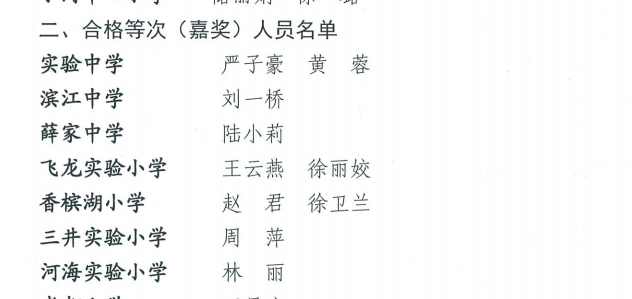 二、合格等次（嘉奖）人员名单
实验中学 严子豪 黄 蓉
滨江中学 刘一桥
薛家中学 陆小莉
飞龙实验小学 王云燕 徐丽姣
香槟湖小学 赵 君 徐卫兰
三井实验小学 周 萍
河海实验小学 林 丽